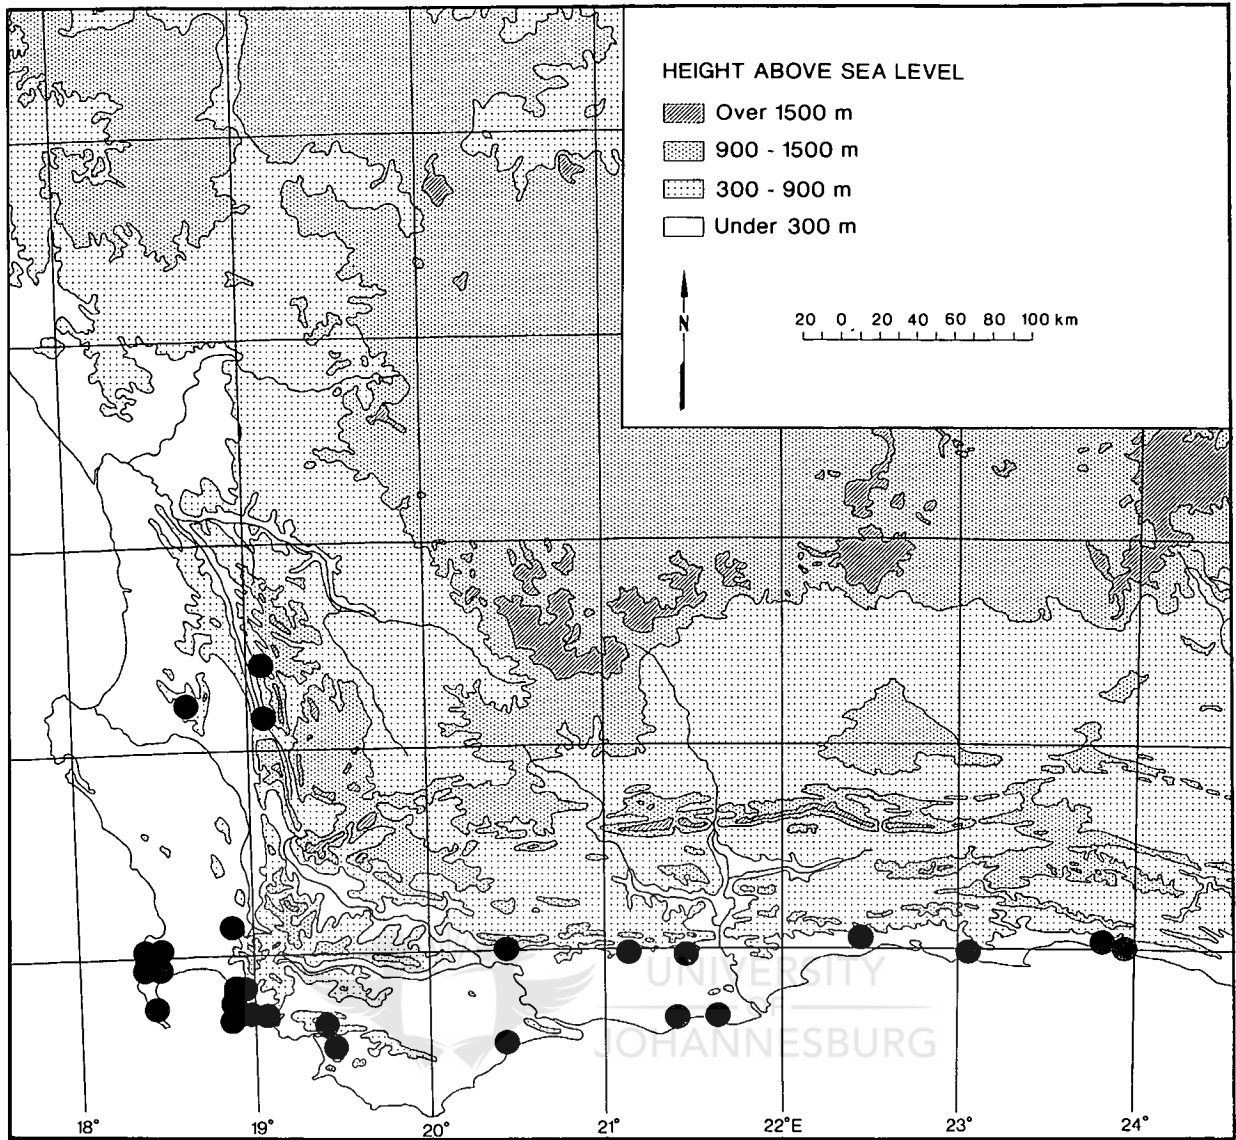 HEIGHT ABOVE SEA LEVEL
Over 1500 m
900 - 1500 m
300 - 900 m
Under 300 m
N
20 0 20 40 60 80 100 km
UNIVERSITY
OF
JOHANNESBURG
18° 19° 20° 21° 22°E 23° 24°